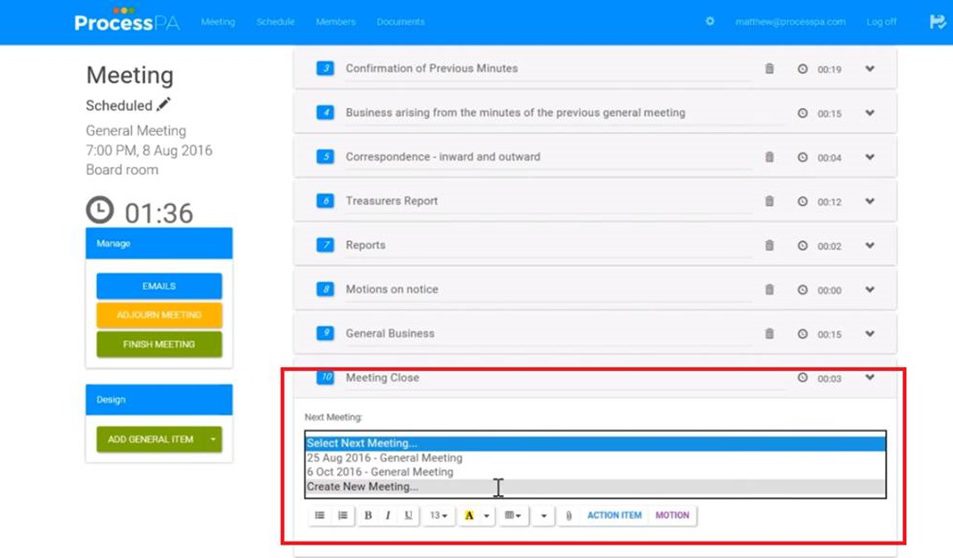 ProcessPA Meeting Schedule Members Documents matthew@processpa.com Log off
Meeting
Scheduled
General Meeting
7:00 PM, 8 Aug 2016
Board room
01:36
Manage
EMAILS
ADJOURN MEETING
FINISH MEETING
Design
ADD GENERAL ITEM
3 Confirmation of Previous Minutes 00:19
4 Business arising from the minutes of the previous general meeting 00:15
5 Correspondence - inward and outward 00:04
6 Treasurers Report 00:12
7 Reports 00:02
8 Motions on notice 00:00
9 General Business 00:15
10 Meeting Close 00:03
Next Meeting:
Select Next Meeting...
25 Aug 2016 - General Meeting
6 Oct 2016 - General Meeting
Create New Meeting...
B I U 13 A ACTION ITEM MOTION